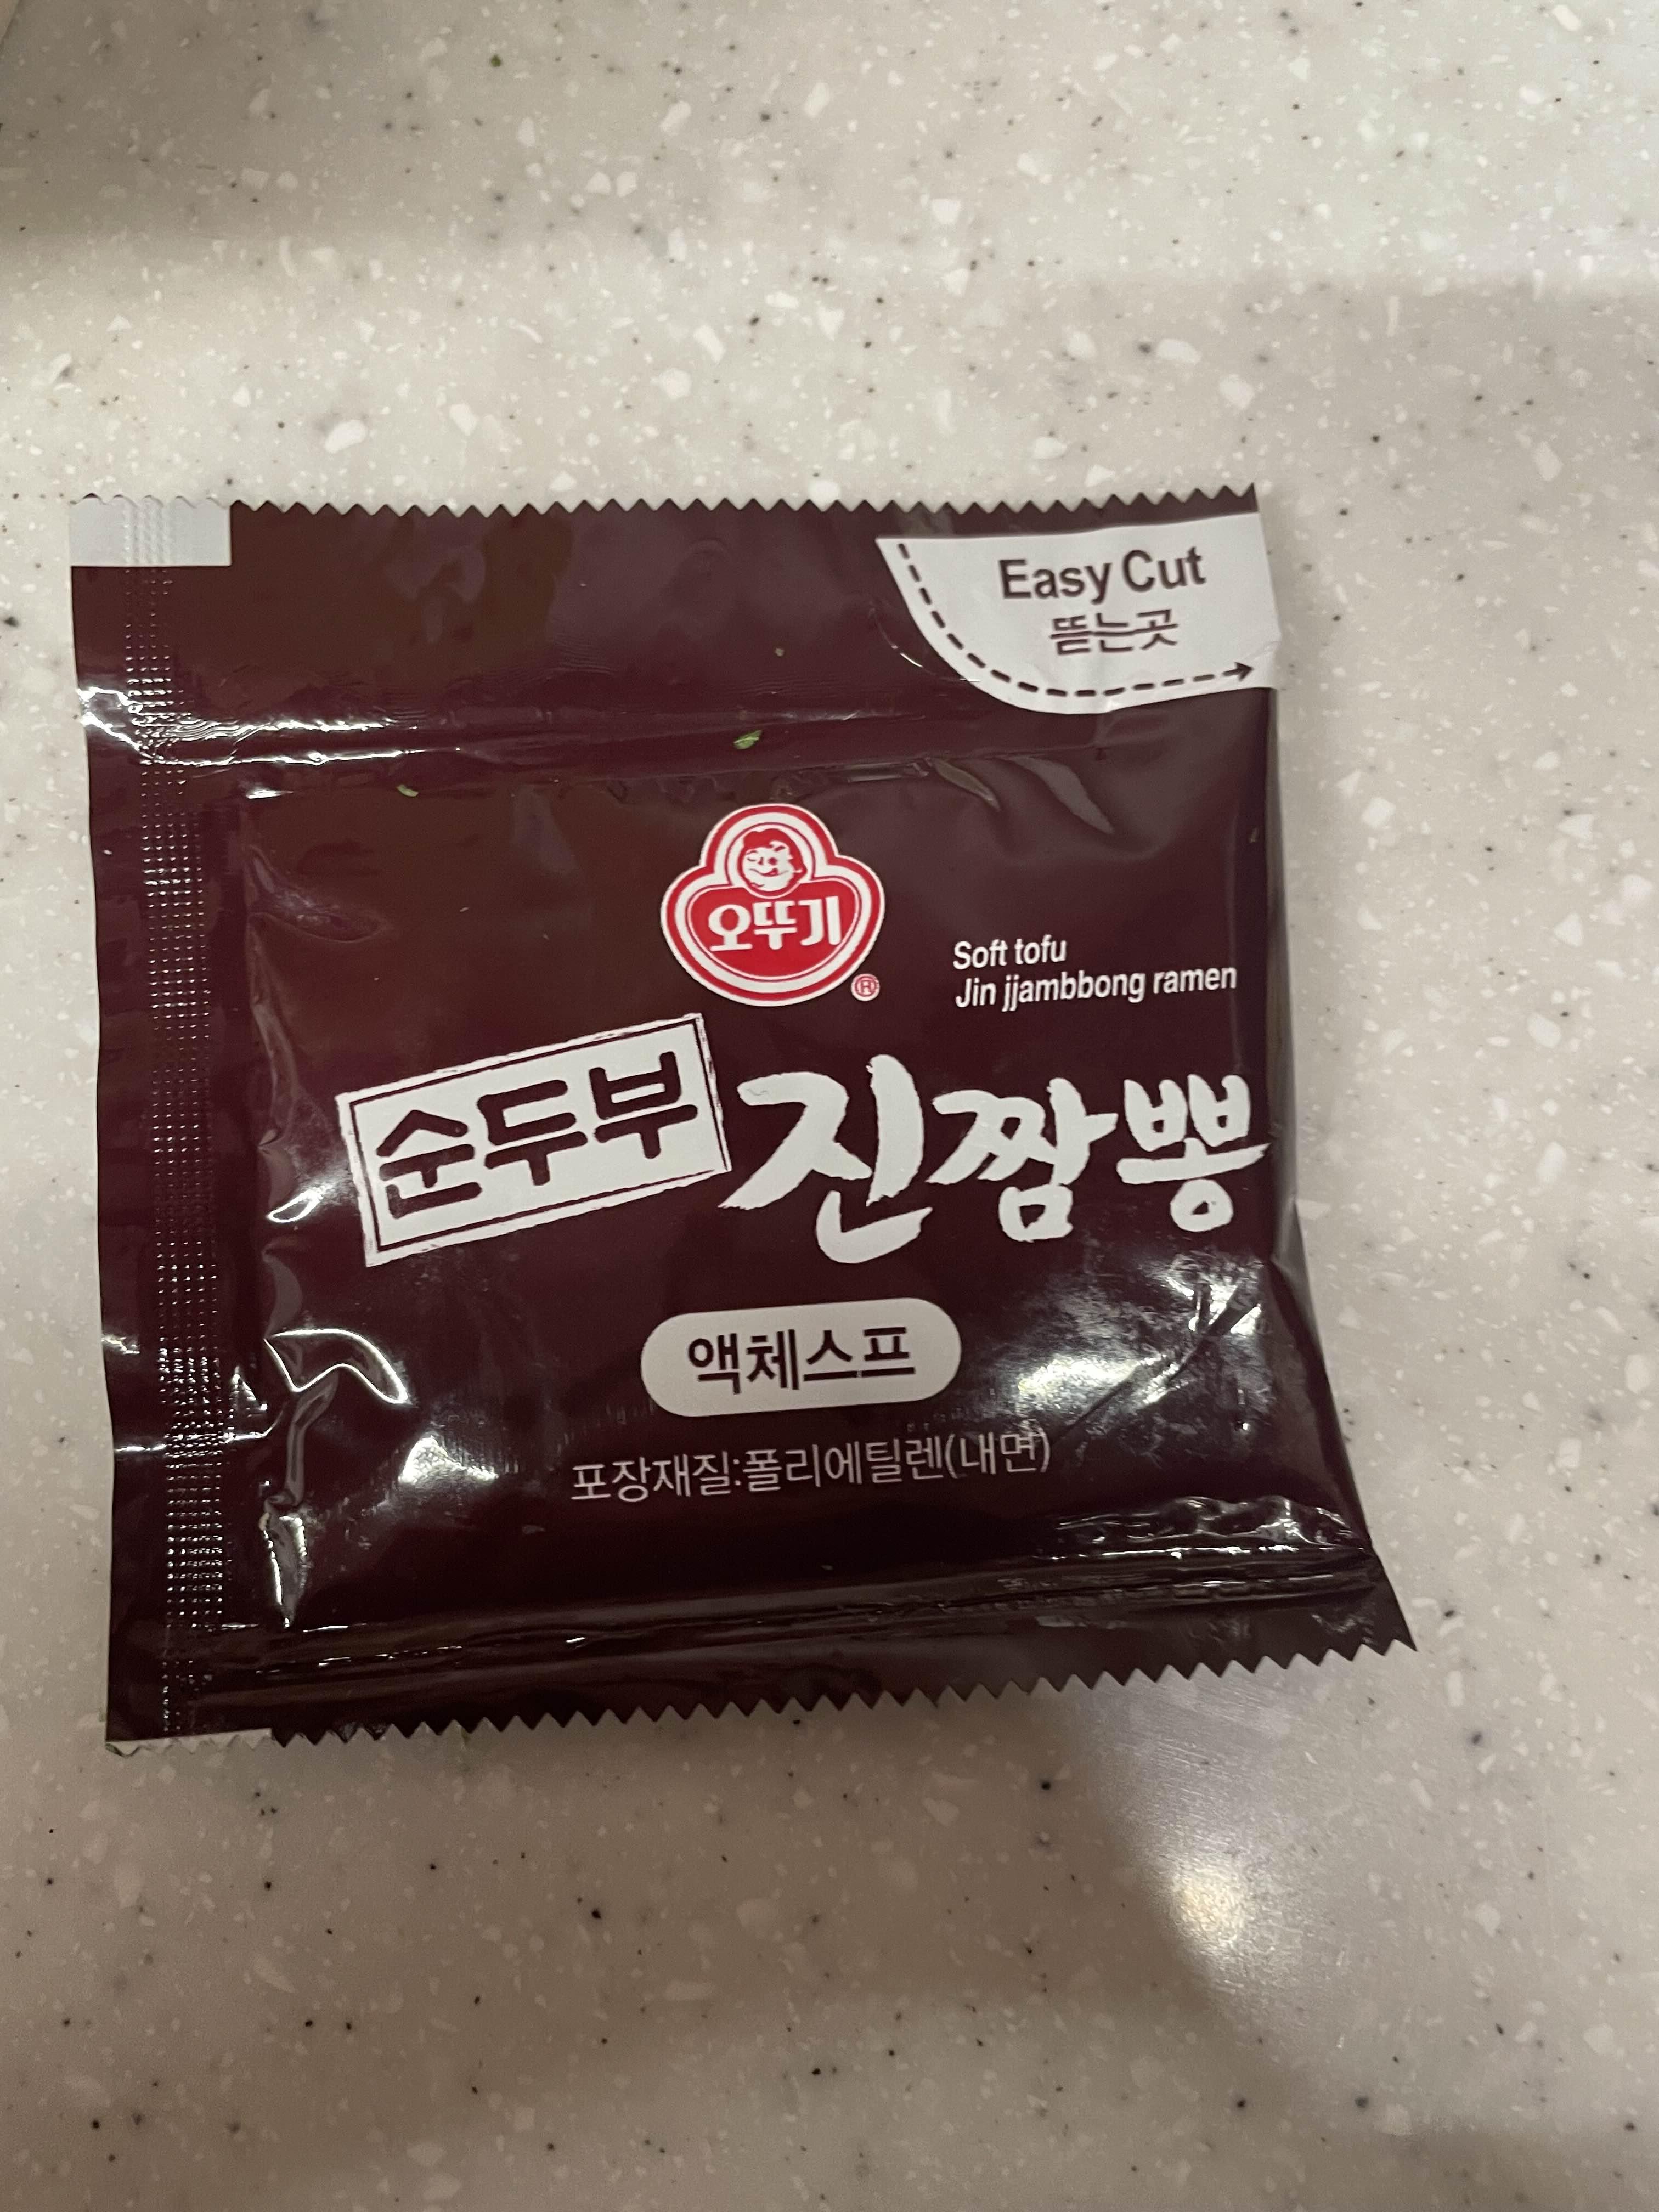 Easy Cut
뜯는곳
오뚜기
®
Soft tofu
Jin jjambbong ramen
순두부 진짬뽕
액체스프
포장재질:폴리에틸렌(내면)